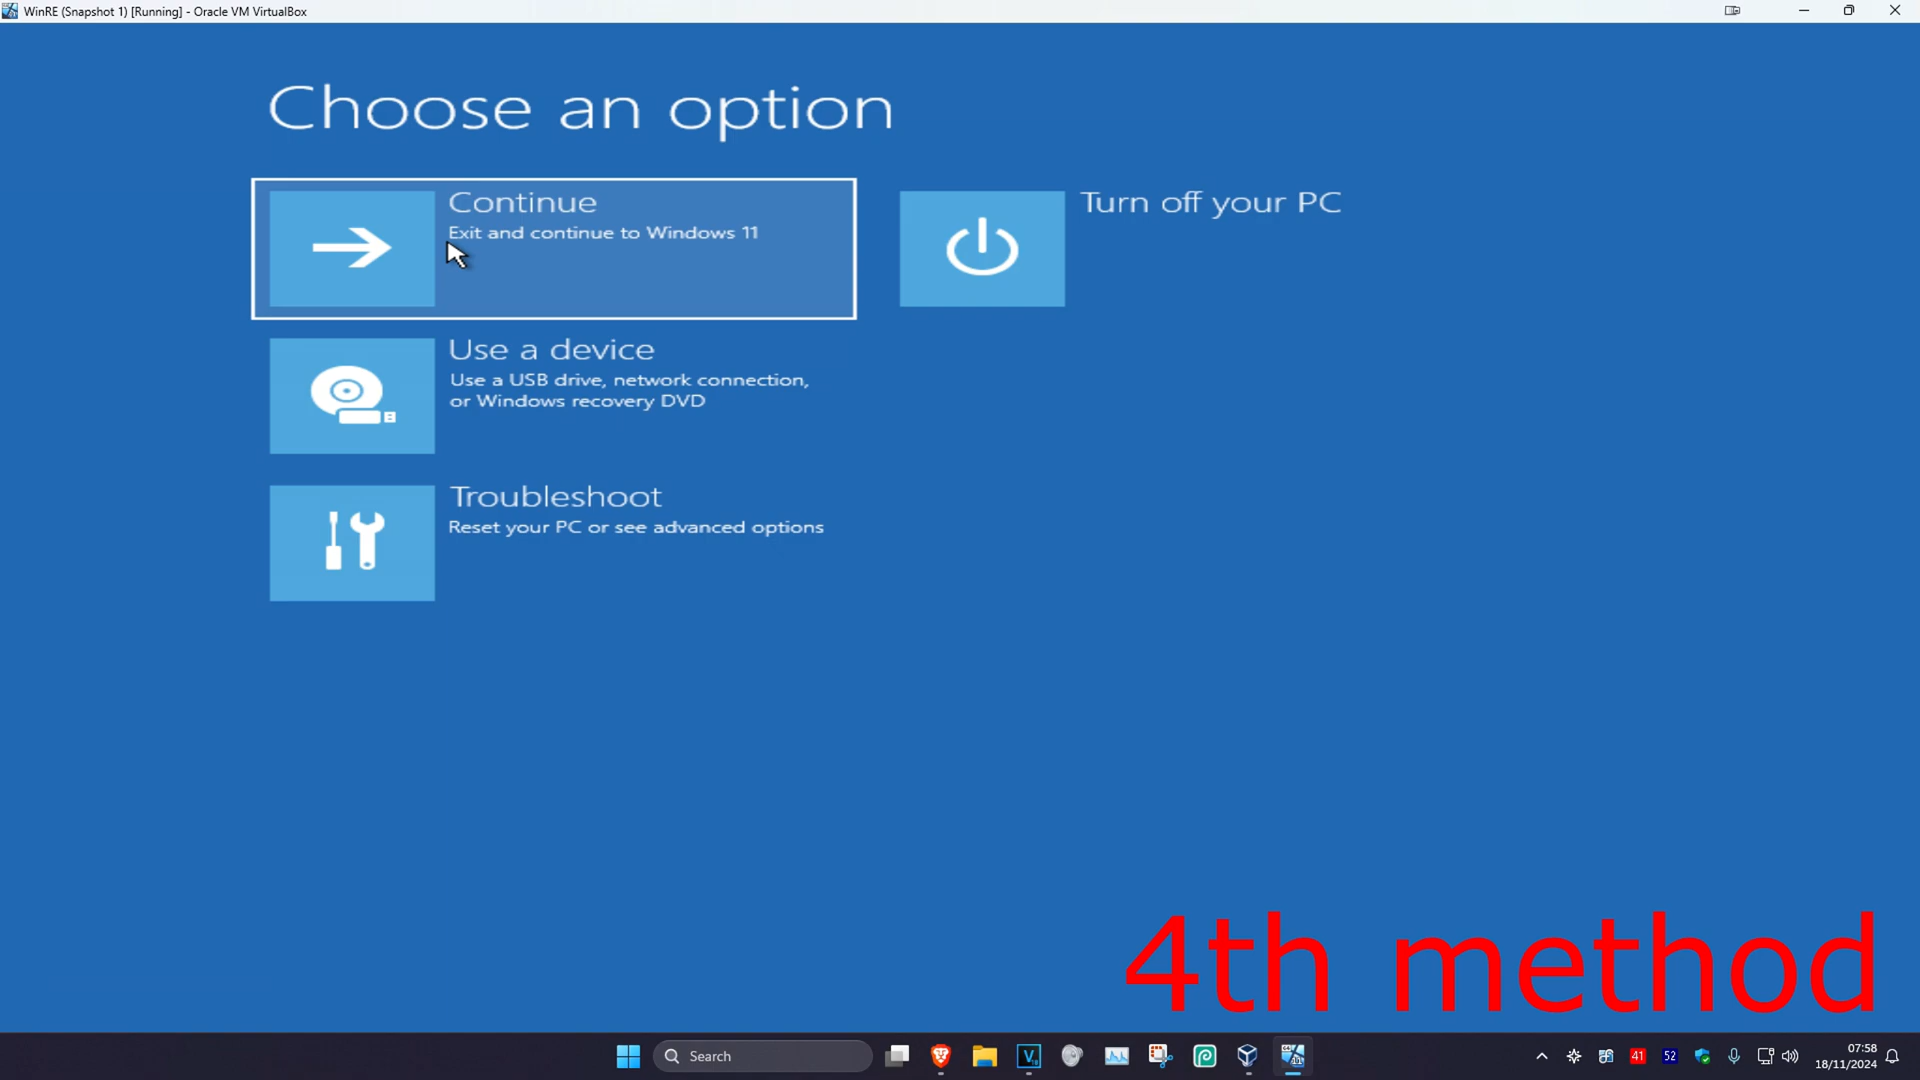 WinRE (Snapshot 1) [Running] - Oracle VM VirtualBox
Choose an option
Continue
Exit and continue to Windows 11
Turn off your PC
Use a device
Use a USB drive, network connection,
or Windows recovery DVD
Troubleshoot
Reset your PC or see advanced options
4th method
Search
41
52
07:58
18/11/2024